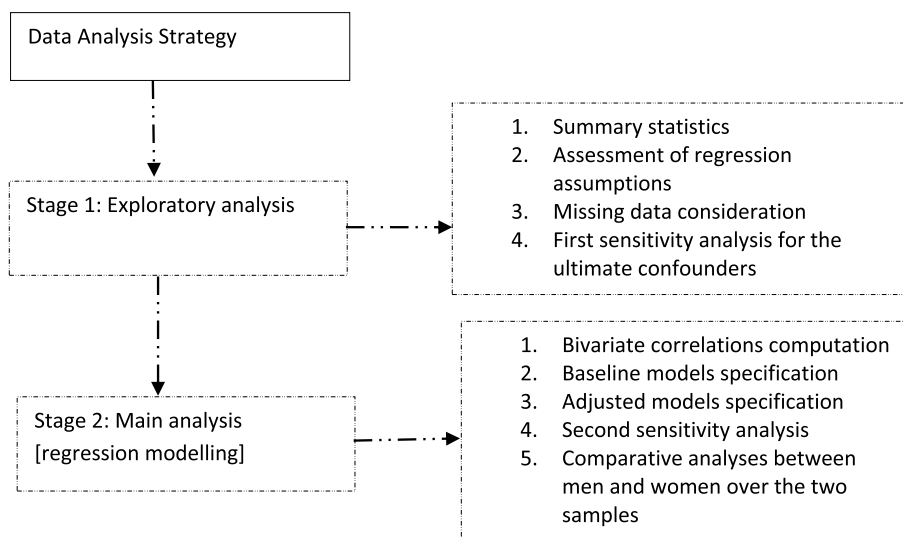 Data Analysis Strategy
Stage 1: Exploratory analysis
1. Summary statistics
2. Assessment of regression
assumptions
3. Missing data consideration
4. First sensitivity analysis for the
ultimate confounders
Stage 2: Main analysis
[regression modelling]
1. Bivariate correlations computation
2. Baseline models specification
3. Adjusted models specification
4. Second sensitivity analysis
5. Comparative analyses between
men and women over the two
samples